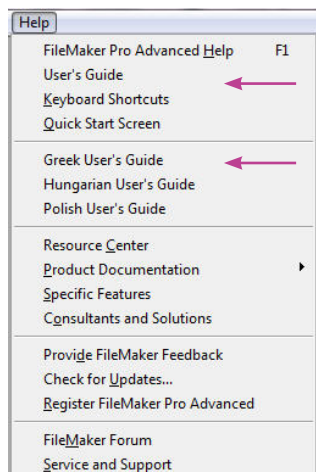 Help
FileMaker Pro Advanced Help F1
User's Guide
Keyboard Shortcuts
Quick Start Screen
Greek User's Guide
Hungarian User's Guide
Polish User's Guide
Resource Center
Product Documentation
Specific Features
Consultants and Solutions
Provide FileMaker Feedback
Check for Updates...
Register FileMaker Pro Advanced
FileMaker Forum
Service and Support